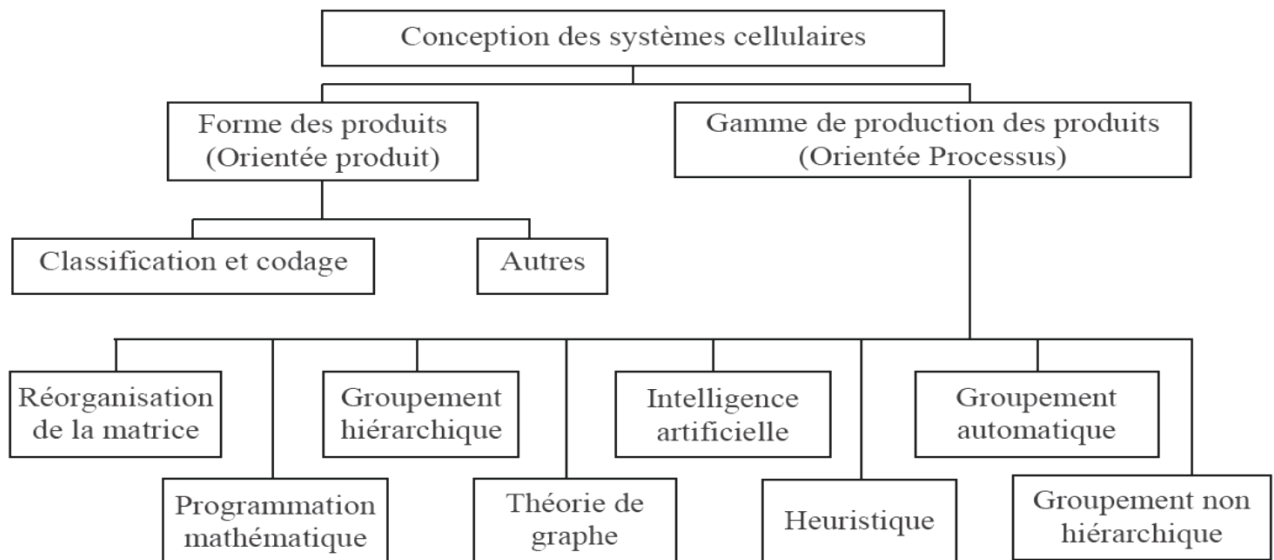 Conception des systèmes cellulaires
Forme des produits
(Orientée produit)
Gamme de production des produits
(Orientée Processus)
Classification et codage
Autres
Réorganisation
de la matrice
Groupement
hiérarchique
Intelligence
artificielle
Groupement
automatique
Programmation
mathématique
Théorie de
graphe
Heuristique
Groupement non
hiérarchique